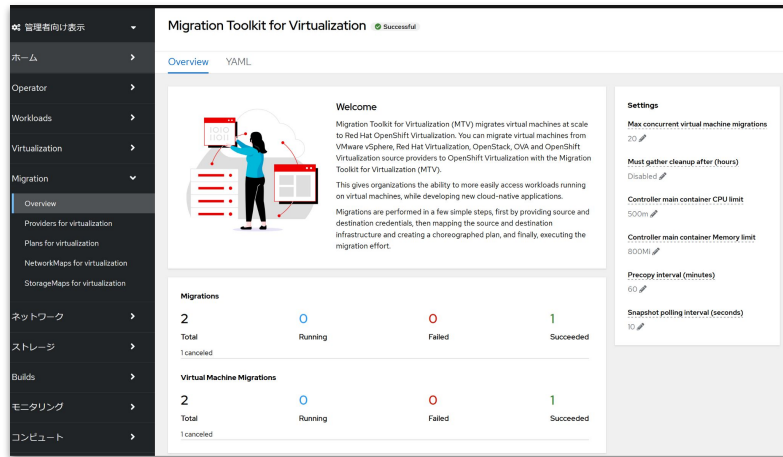 管理者向け表示
ホーム
Operator
Workloads
Virtualization
Migration
Overview
Providers for virtualization
Plans for virtualization
NetworkMaps for virtualization
StorageMaps for virtualization
ネットワーク
ストレージ
Builds
モニタリング
コンピュート
Migration Toolkit for Virtualization Successful
Overview YAML
Welcome
Migration Toolkit for Virtualization (MTV) migrates virtual machines at scale
to Red Hat OpenShift Virtualization. You can migrate virtual machines from
VMware vSphere, Red Hat Virtualization, OpenStack, OVA and OpenShift
Virtualization source providers to OpenShift Virtualization with the Migration
Toolkit for Virtualization (MTV).
This gives organizations the ability to more easily access workloads running
on virtual machines, while developing new cloud-native applications.
Migrations are performed in a few simple steps, first by providing source and
destination credentials, then mapping the source and destination
infrastructure and creating a choreographed plan, and finally, executing the
migration effort.
Migrations
2 0 0 1
Total Running Failed Succeeded
1 canceled
Virtual Machine Migrations
2 0 0 1
Total Running Failed Succeeded
1 canceled
Settings
Max concurrent virtual machine migrations
20
Must gather cleanup after (hours)
Disabled
Controller main container CPU limit
500m
Controller main container Memory limit
800Mi
Precopy interval (minutes)
60
Snapshot polling interval (seconds)
10